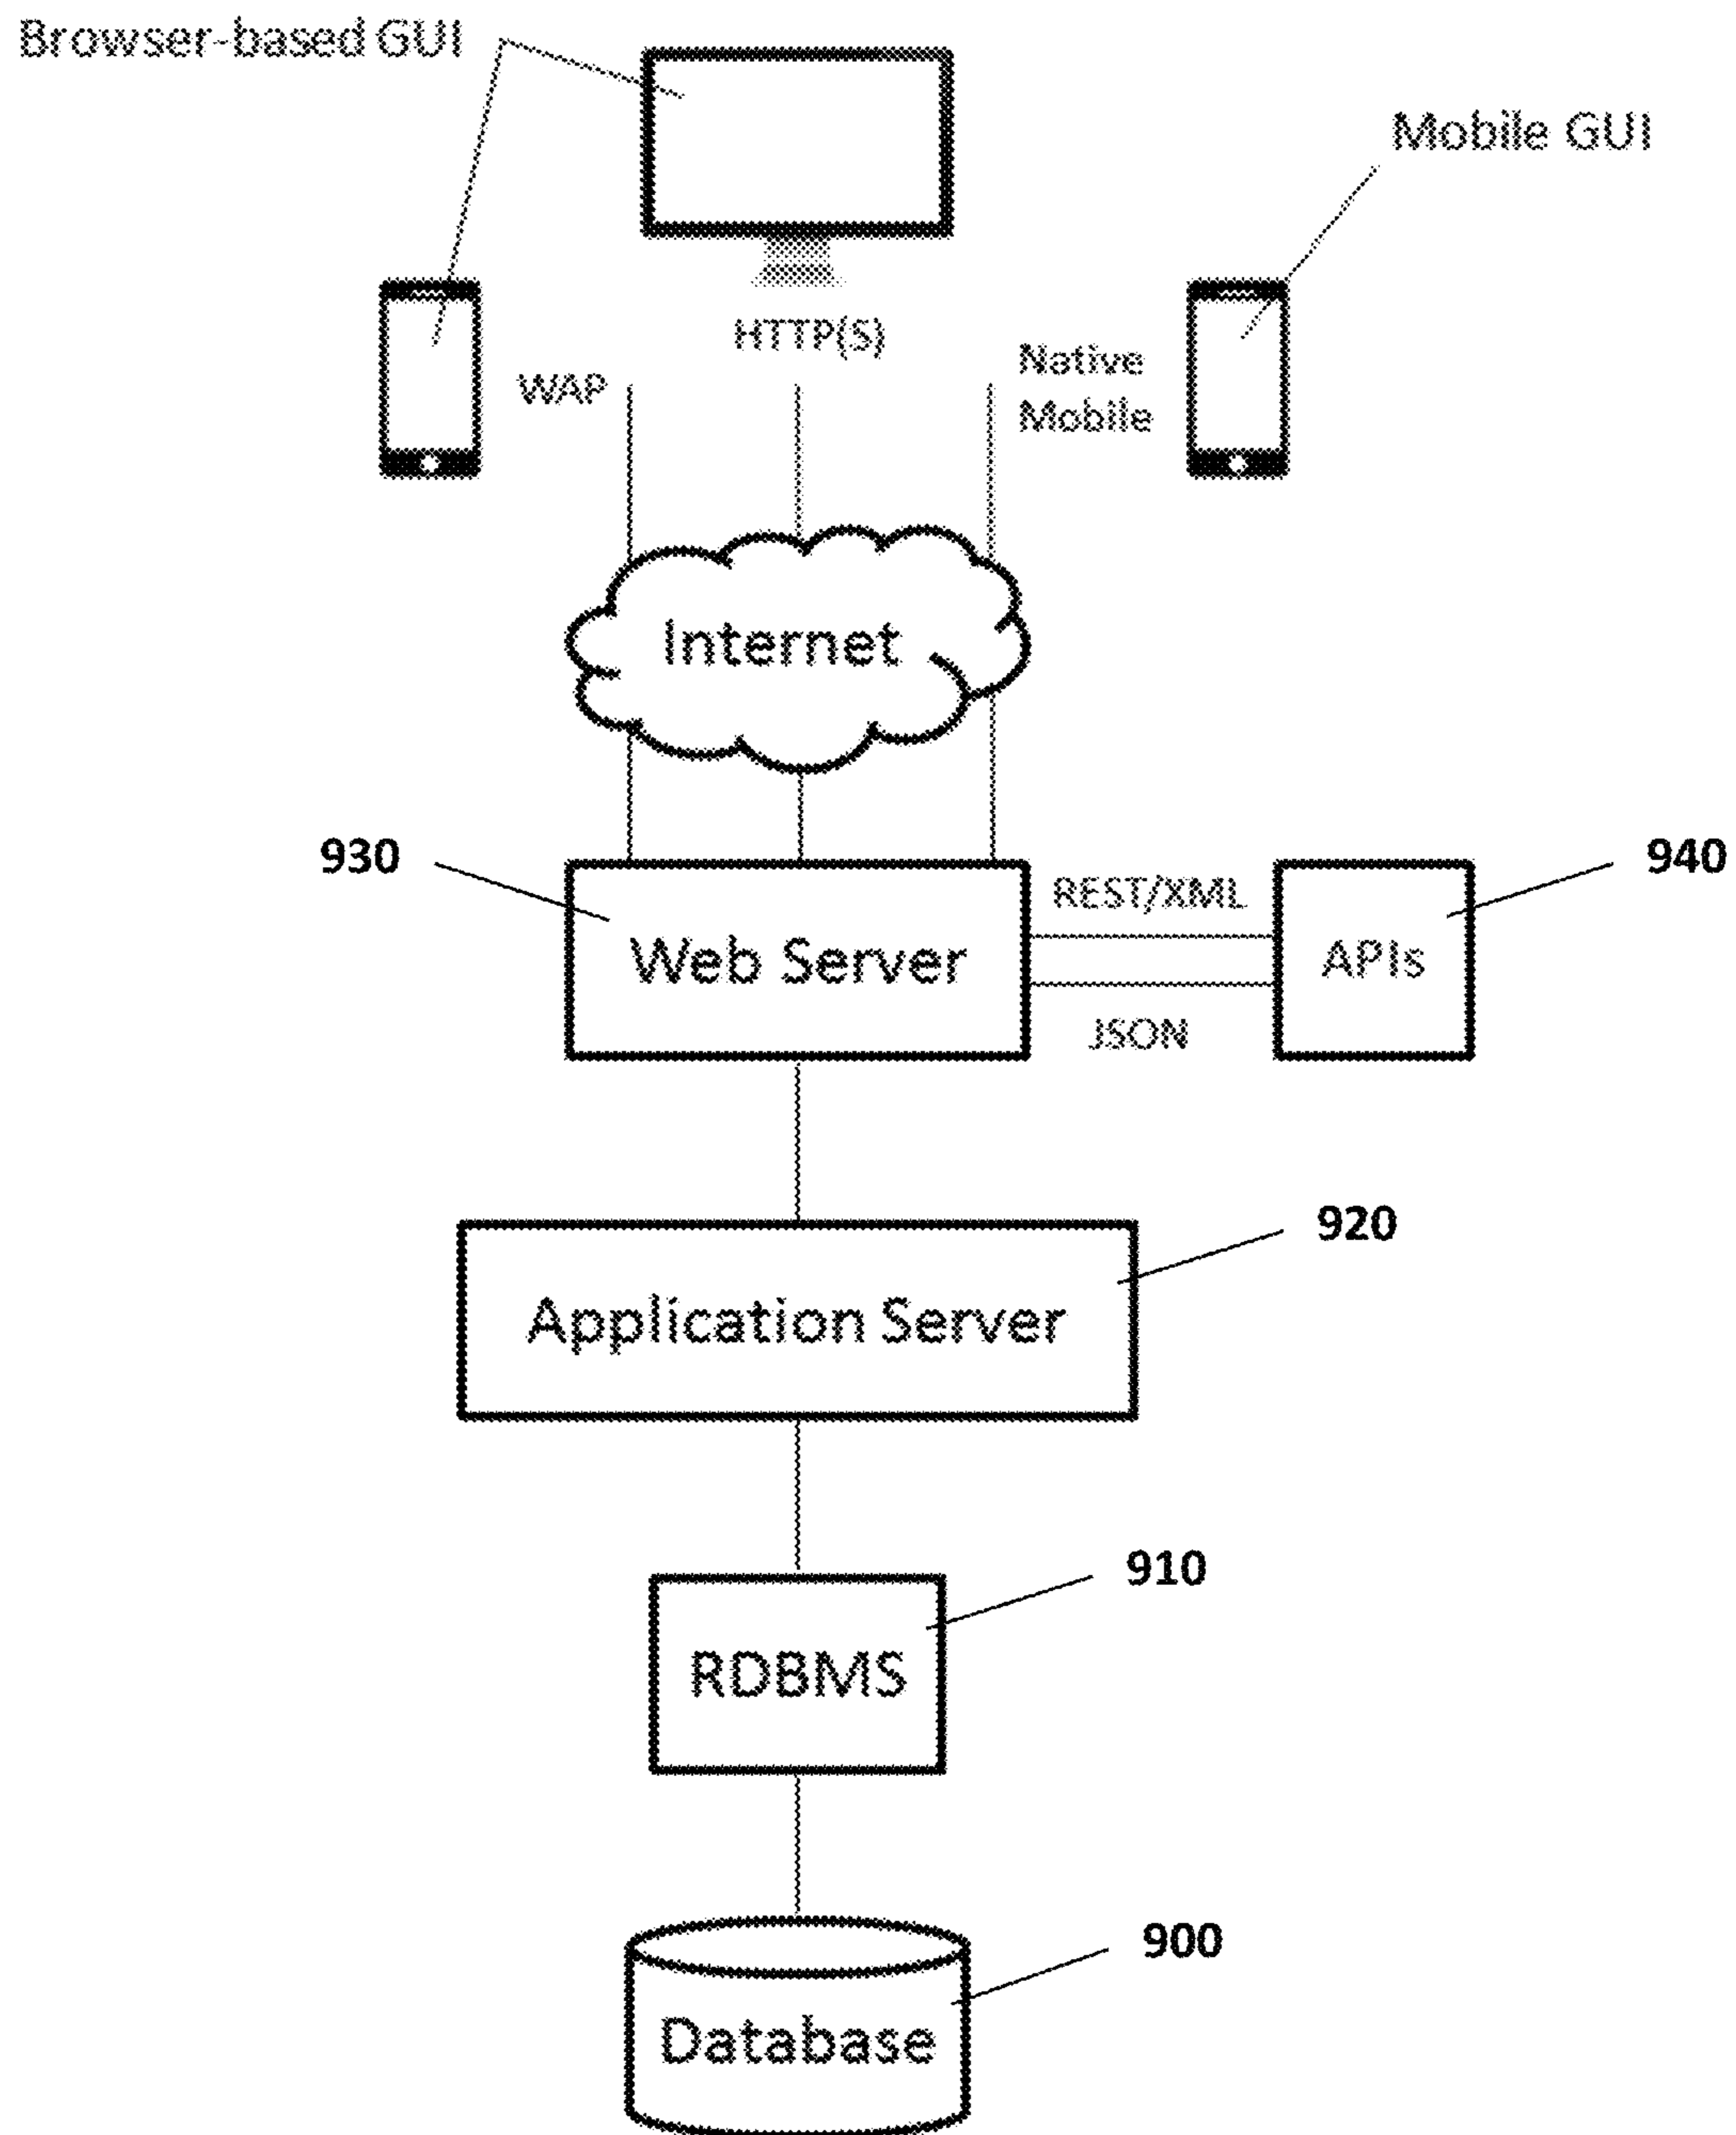 Browser-based GUI
Mobile GUI
HTTP(S)
WAP
Native
Mobile
Internet
930
940
REST/XML
Web Server
APIs
JSON
920
Application Server
910
RDBMS
900
Database